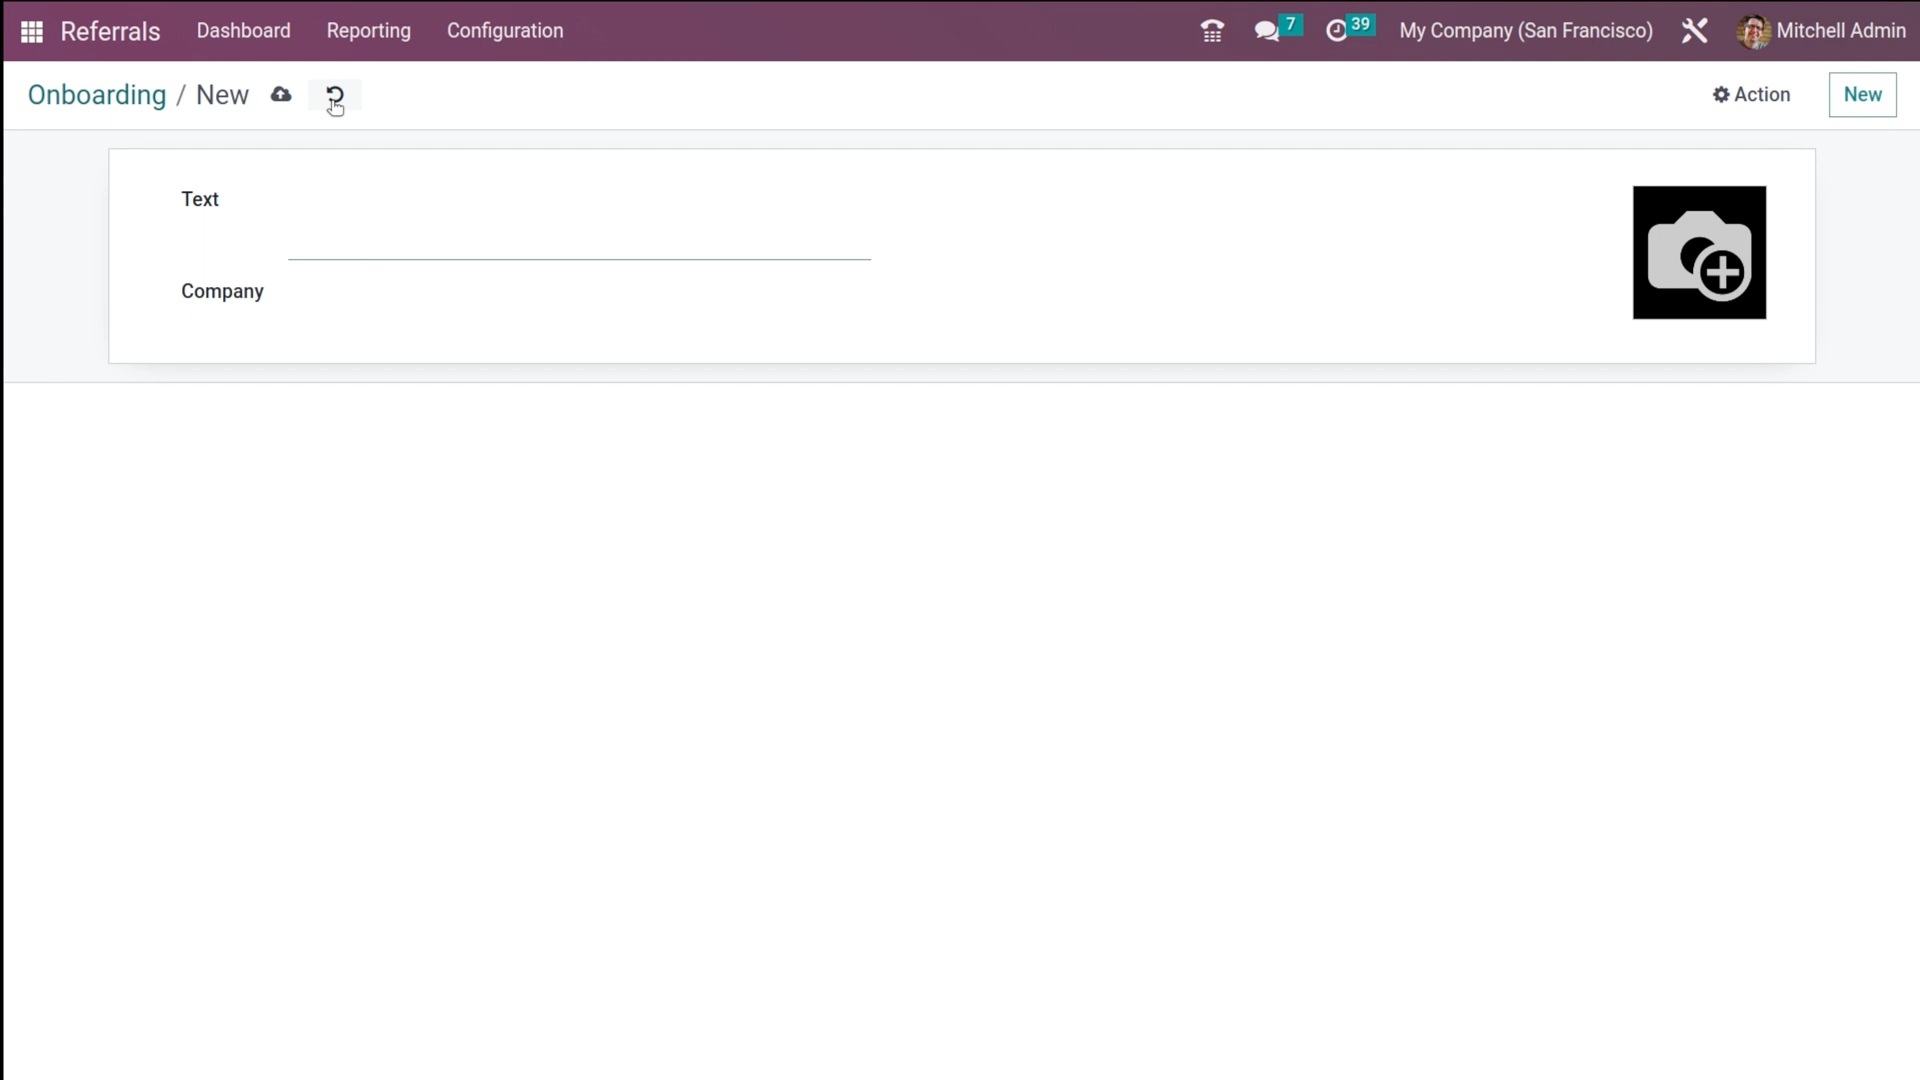 Referrals Dashboard Reporting Configuration 7 39 My Company (San Francisco) Mitchell Admin
Onboarding / New Action New
Text
Company